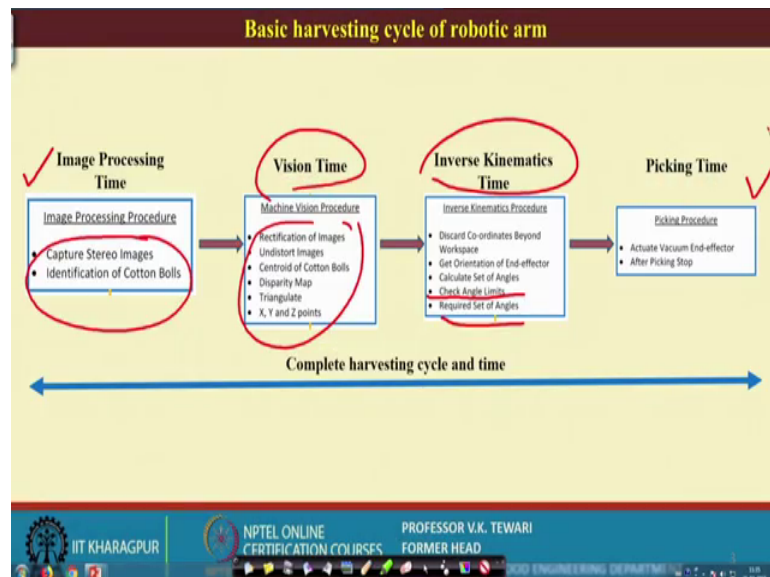 Basic harvesting cycle of robotic arm
Image Processing
Time
Image Processing Procedure
• Capture Stereo Images
• Identification of Cotton Bolls
Vision Time
Machine Vision Procedure
• Rectification of Images
• Undistort Images
• Centroid of Cotton Bolls
• Disparity Map
• Triangulate
• X, Y and Z points
Inverse Kinematics
Time
Inverse Kinematics Procedure
• Discard Co-ordinates Beyond
Workspace
• Get Orientation of End-effector
• Calculate Set of Angles
• Check Angle Limits
• Required Set of Angles
Picking Time
Picking Procedure
• Actuate Vacuum End-effector
• After Picking Stop
Complete harvesting cycle and time
IIT KHARAGPUR
NPTEL ONLINE
CERTIFICATION COURSES
PROFESSOR V.K. TEWARI
FORMER HEAD
FOOD ENGINEERING DEPARTMENT